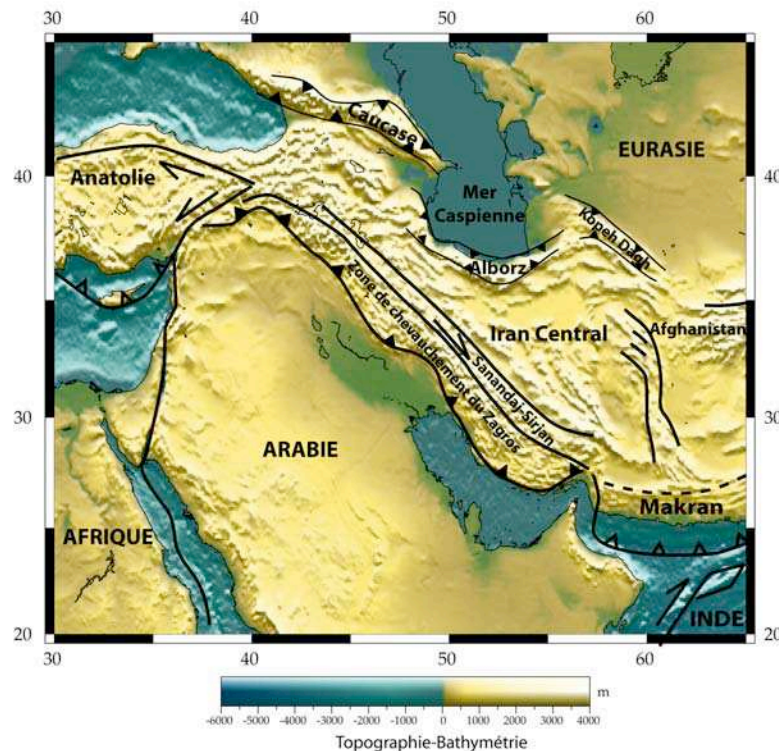 30 40 50 60
Caucase
EURASIE
40 40
Anatolie
Mer
Caspienne
Kopeh Dagh
Alborz
Zone de chevauchement du Zagros
Iran Central
Afghanistan
Sanandaj-Sirjan
30 30
ARABIE
Makran
AFRIQUE
INDE
20 20
30 40 50 60
m
-6000 -5000 -4000 -3000 -2000 -1000 0 1000 2000 3000 4000
Topographie-Bathymétrie